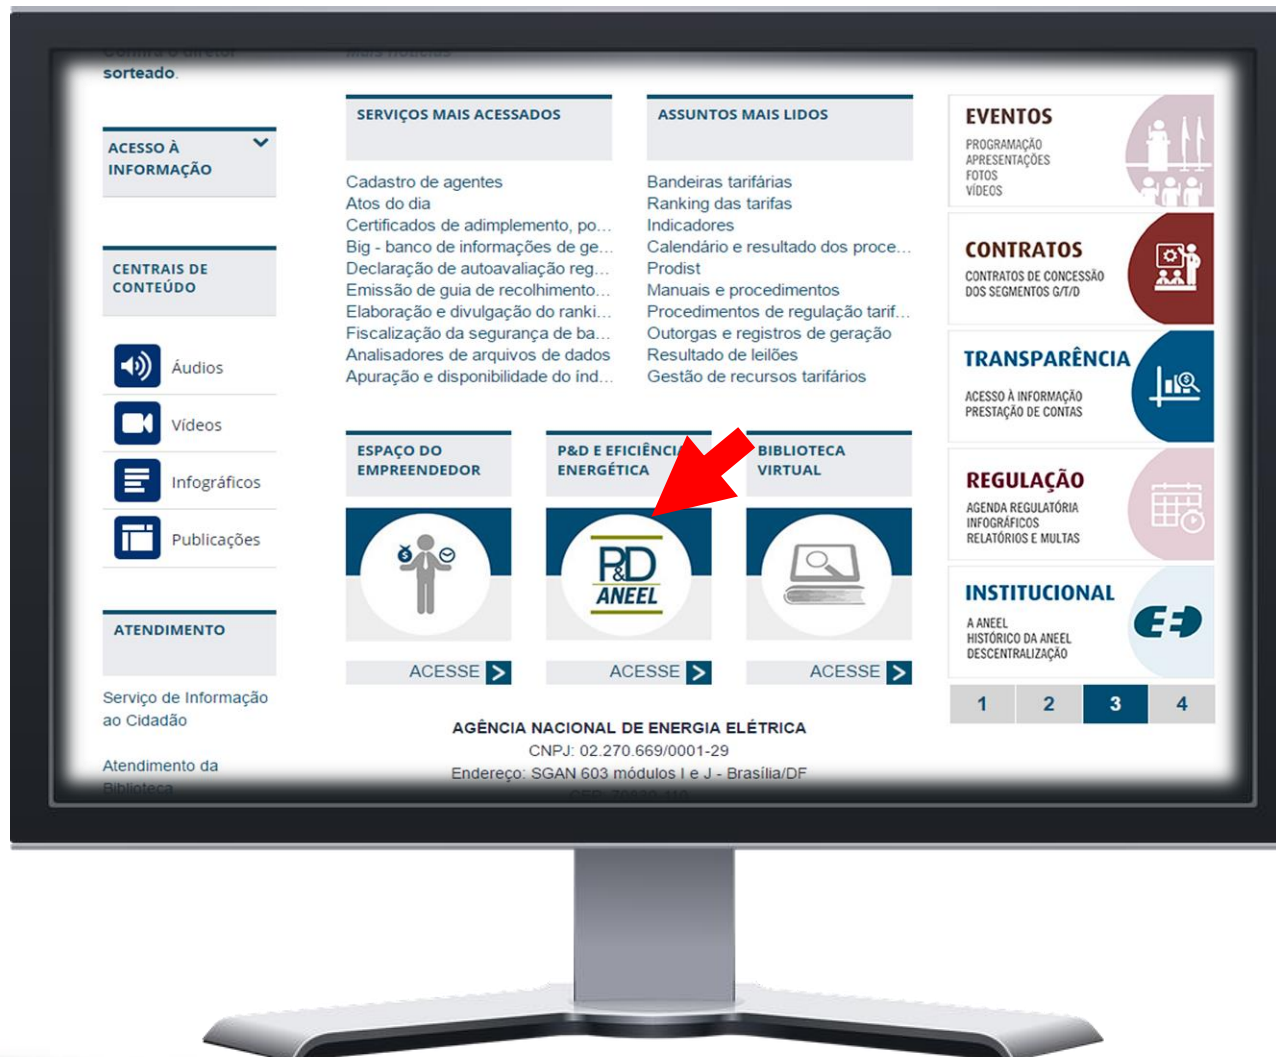 Confira o diretor
sorteado.
Mais notícias
ACESSO À
INFORMAÇÃO
CENTRAIS DE
CONTEÚDO
Áudios
Vídeos
Infográficos
Publicações
ATENDIMENTO
Serviço de Informação
ao Cidadão
Atendimento da
Biblioteca
SERVIÇOS MAIS ACESSADOS
Cadastro de agentes
Atos do dia
Certificados de adimplemento, po...
Big - banco de informações de ge...
Declaração de autoavaliação reg...
Emissão de guia de recolhimento...
Elaboração e divulgação do ranki...
Fiscalização da segurança de ba...
Analisadores de arquivos de dados
Apuração e disponibilidade do índ...
ASSUNTOS MAIS LIDOS
Bandeiras tarifárias
Ranking das tarifas
Indicadores
Calendário e resultado dos proce...
Prodist
Manuais e procedimentos
Procedimentos de regulação tarif...
Outorgas e registros de geração
Resultado de leilões
Gestão de recursos tarifários
ESPAÇO DO
EMPREENDEDOR
ACESSE
P&D E EFICIÊNCIA
ENERGÉTICA
P&D
ANEEL
ACESSE
BIBLIOTECA
VIRTUAL
ACESSE
AGÊNCIA NACIONAL DE ENERGIA ELÉTRICA
CNPJ: 02.270.669/0001-29
Endereço: SGAN 603 módulos I e J - Brasília/DF
EVENTOS
PROGRAMAÇÃO
APRESENTAÇÕES
FOTOS
VÍDEOS
CONTRATOS
CONTRATOS DE CONCESSÃO
DOS SEGMENTOS G/T/D
TRANSPARÊNCIA
ACESSO À INFORMAÇÃO
PRESTAÇÃO DE CONTAS
REGULAÇÃO
AGENDA REGULATÓRIA
INFOGRÁFICOS
RELATÓRIOS E MULTAS
INSTITUCIONAL
A ANEEL
HISTÓRICO DA ANEEL
DESCENTRALIZAÇÃO
1 2 3 4